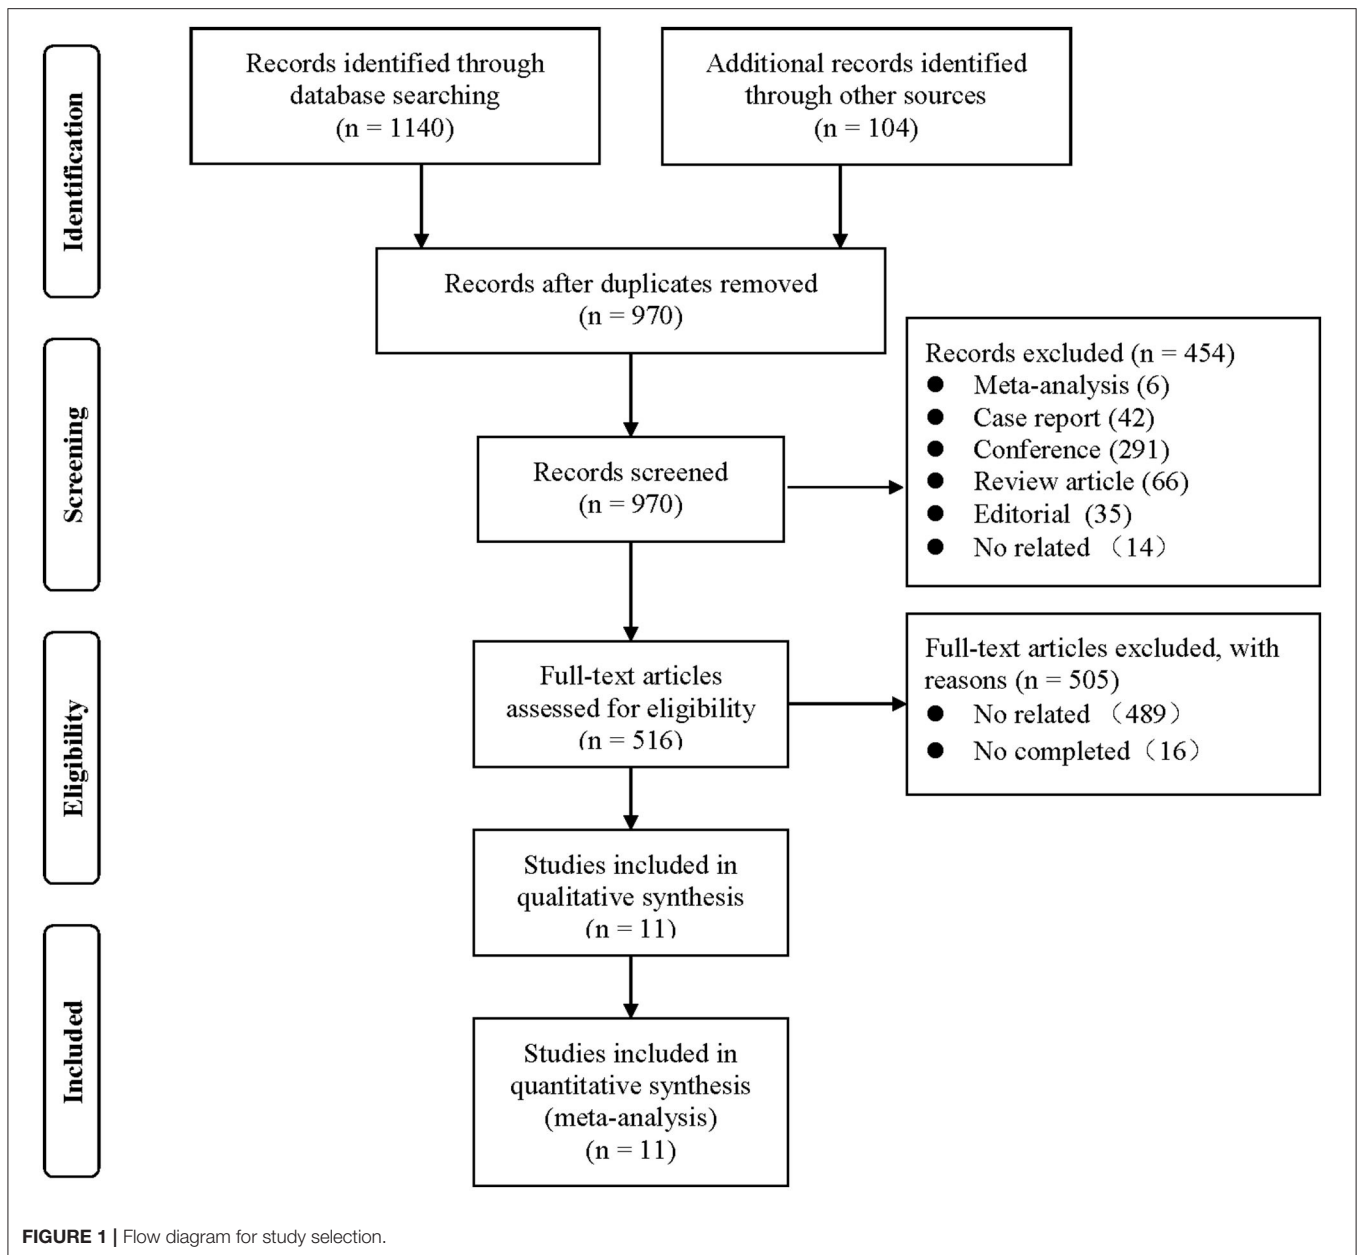 Identification
Records identified through
database searching
(n = 1140)
Additional records identified
through other sources
(n = 104)
Records after duplicates removed
(n = 970)
Screening
Records screened
(n = 970)
Records excluded (n = 454)
● Meta-analysis (6)
● Case report (42)
● Conference (291)
● Review article (66)
● Editorial  (35)
● No related （14）
Eligibility
Full-text articles
assessed for eligibility
(n = 516)
Full-text articles excluded, with
reasons (n = 505)
● No related （489）
● No completed（16）
Studies included in
qualitative synthesis
(n = 11)
Included
Studies included in
quantitative synthesis
(meta-analysis)
(n = 11)
FIGURE 1 | Flow diagram for study selection.